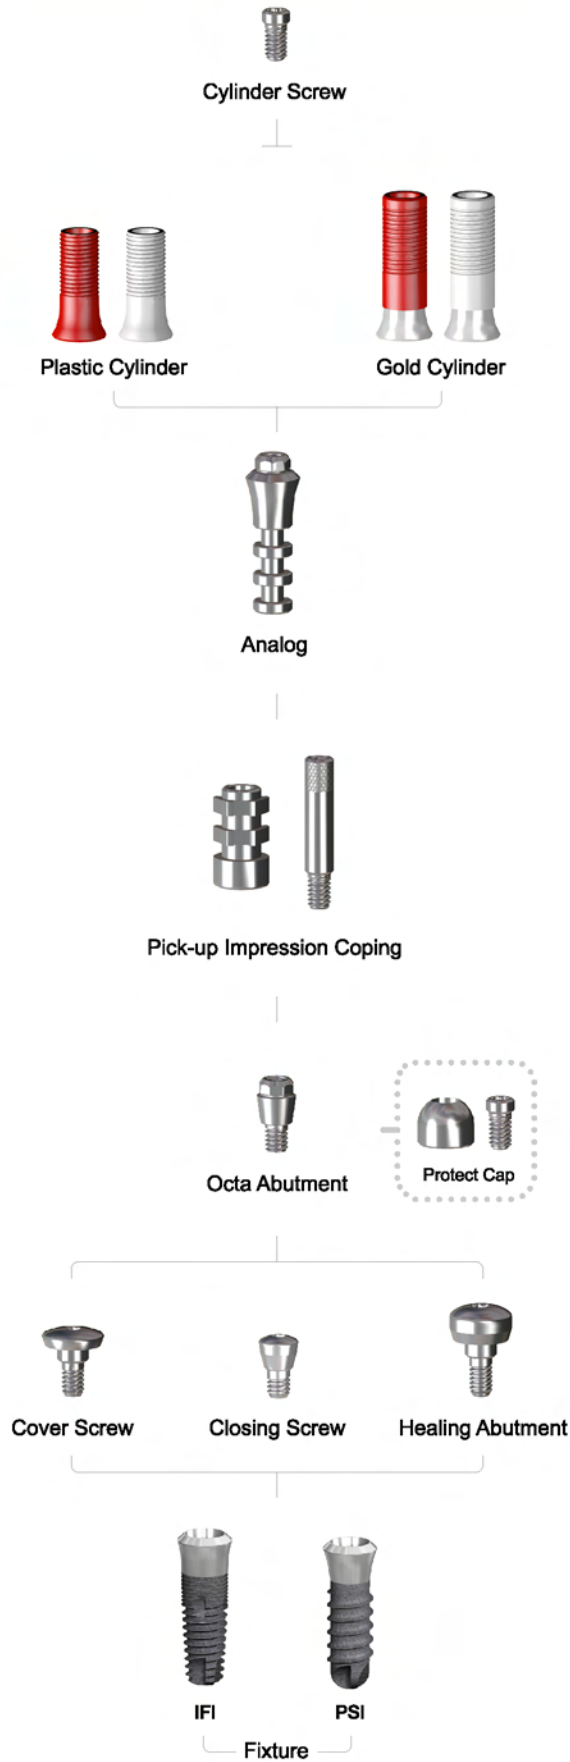 Cylinder Screw
Plastic Cylinder
Gold Cylinder
Analog
Pick-up Impression Coping
Octa Abutment
Protect Cap
Cover Screw
Closing Screw
Healing Abutment
IFI
PSI
Fixture